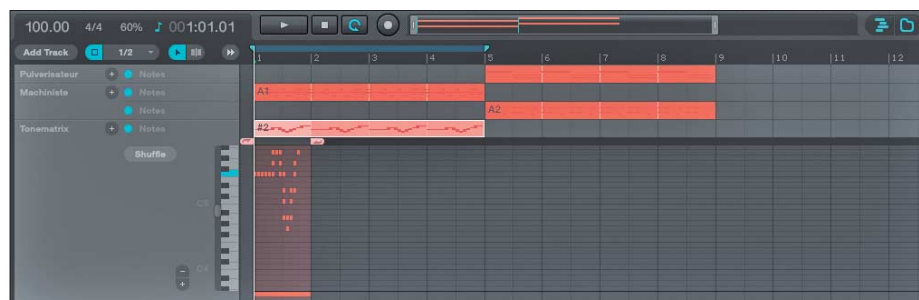 100.00 4/4 60% 001:01.01
Add Track 1/2
1 2 3 4 5 6 7 8 9 10 11 12
Pulverisateur + Notes
Machiniste + Notes A1
Notes A2
Tonematrix + Notes #2
Shuffle
C5
C4